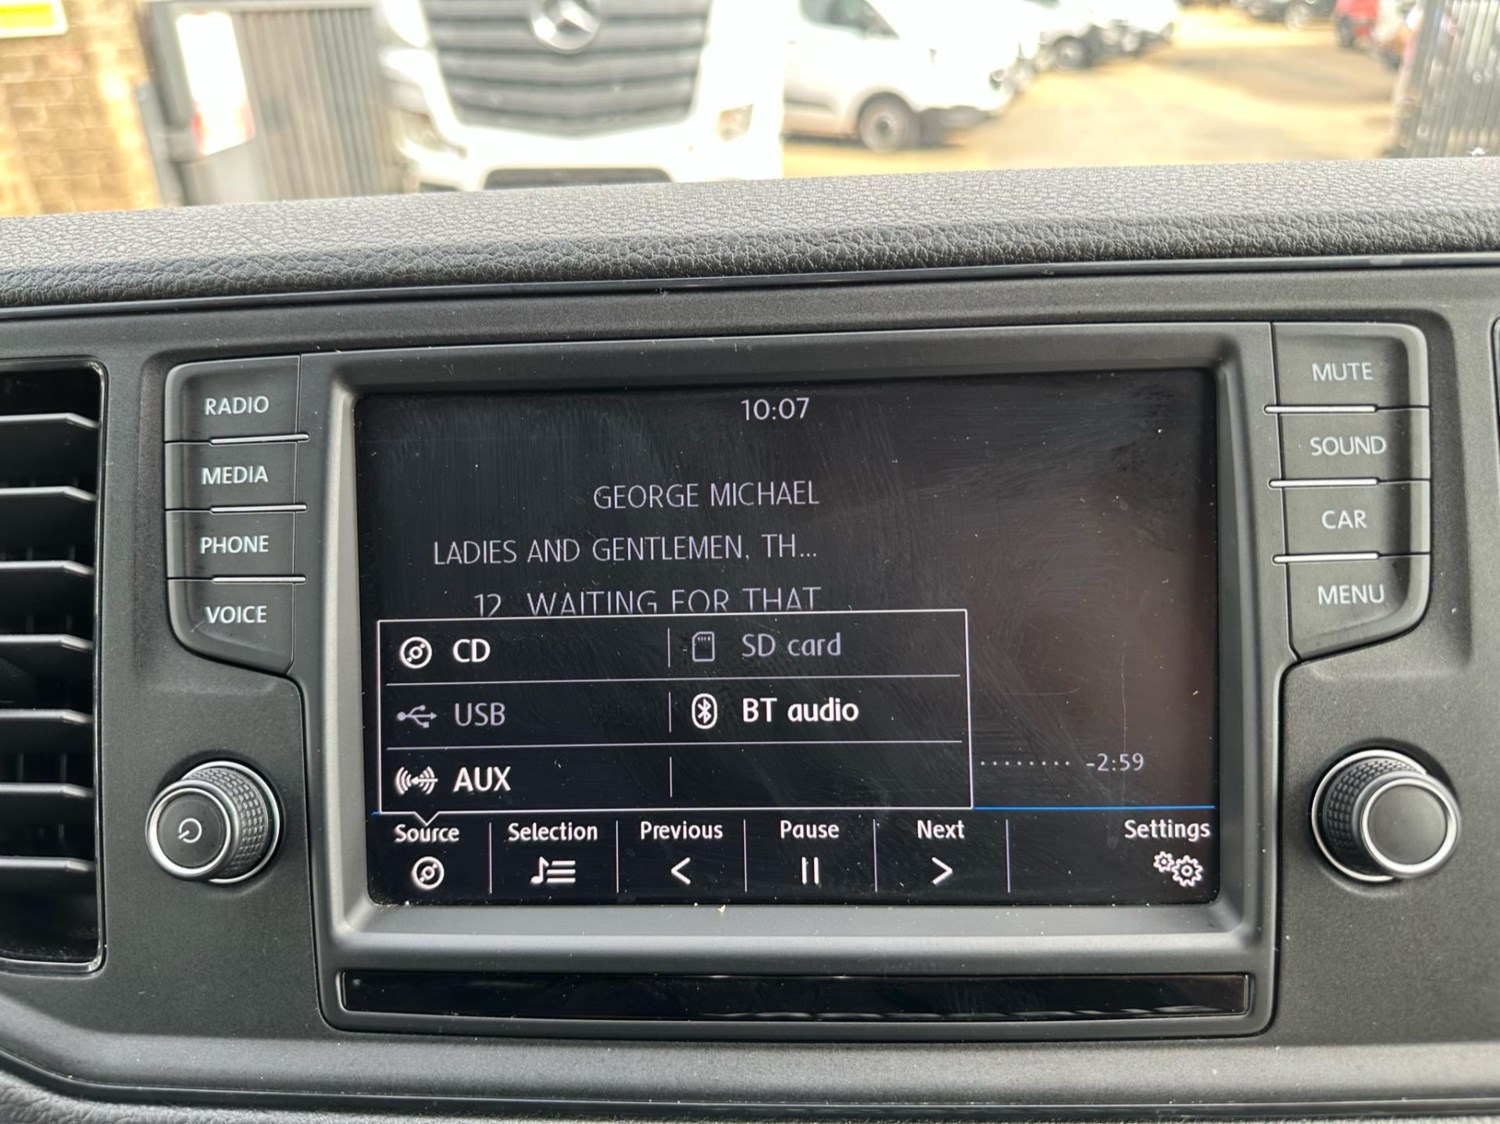 RADIO
MEDIA
PHONE
VOICE
10:07
GEORGE MICHAEL
LADIES AND GENTLEMEN, TH...
12 WAITING FOR THAT
CD
SD card
USB
BT audio
AUX
-2:59
Source
Selection
Previous
Pause
Next
Settings
MUTE
SOUND
CAR
MENU